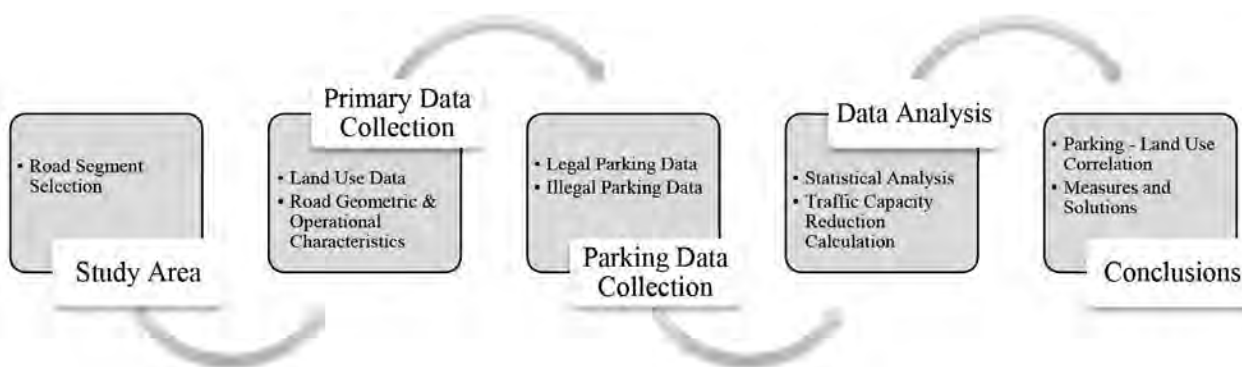 • Road Segment
Selection
Study Area
Primary Data
Collection
• Land Use Data
• Road Geometric &
Operational
Characteristics
• Legal Parking Data
• Illegal Parking Data
Parking Data
Collection
Data Analysis
• Statistical Analysis
• Traffic Capacity
Reduction
Calculation
• Parking - Land Use
Correlation
• Measures and
Solutions
Conclusions